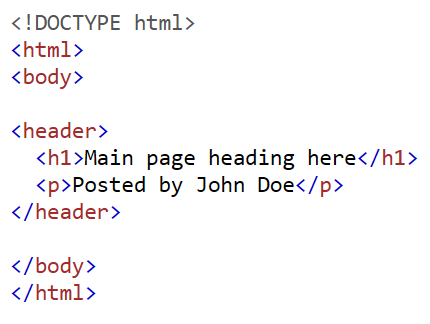 <!DOCTYPE html>
<html>
<body>

<header>
  <h1>Main page heading here</h1>
  <p>Posted by John Doe</p>
</header>

</body>
</html>